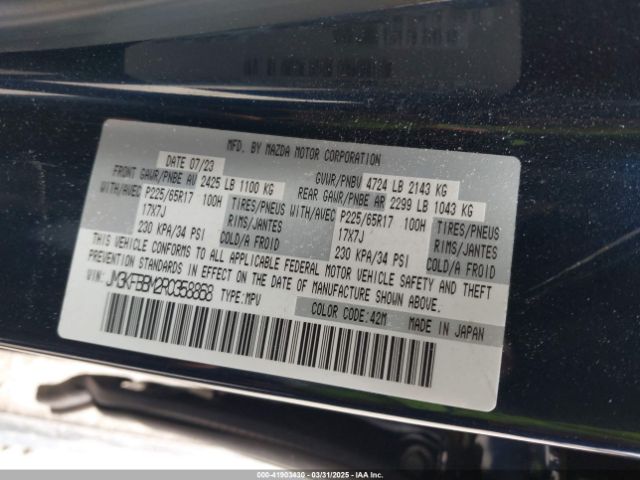 MFD. BY MAZDA MOTOR CORPORATION
DATE 07/23 GVWR/PNBV 4724 LB 2143 KG
FRONT GAWR/PNBE AV 2425 LB 1100 KG REAR GAWR/PNBE AR 2299 LB 1043 KG
WITH/AVEC P225/65R17 100H TIRES/PNEUS WITH/AVEC P225/65R17 100H TIRES/PNEUS
17X7J RIMS/JANTES 17X7J RIMS/JANTES
230 KPA/34 PSI COLD/A FROID 230 KPA/34 PSI COLD/A FROID
THIS VEHICLE CONFORMS TO ALL APPLICABLE FEDERAL MOTOR VEHICLE SAFETY AND THEFT
PREVENTION STANDARDS IN EFFECT ON THE DATE OF MANUFACTURE SHOWN ABOVE.
VIN: JM3KFBBM2R0358868 TYPE:MPV
COLOR CODE:42M MADE IN JAPAN
000-41903430 - 03/31/2025 - IAA Inc.